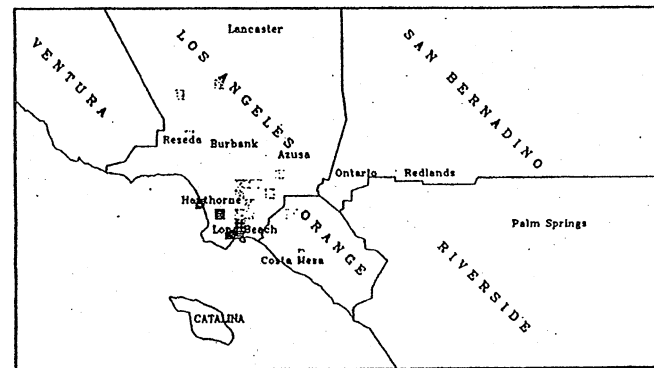 Lancaster
VENTURA
LOS ANGELES
SAN BERNADINO
Reseda
Burbank
Azusa
Ontario
Redlands
Hawthorne
ORANGE
Palm Springs
Long Beach
Costa Mesa
RIVERSIDE
CATALINA